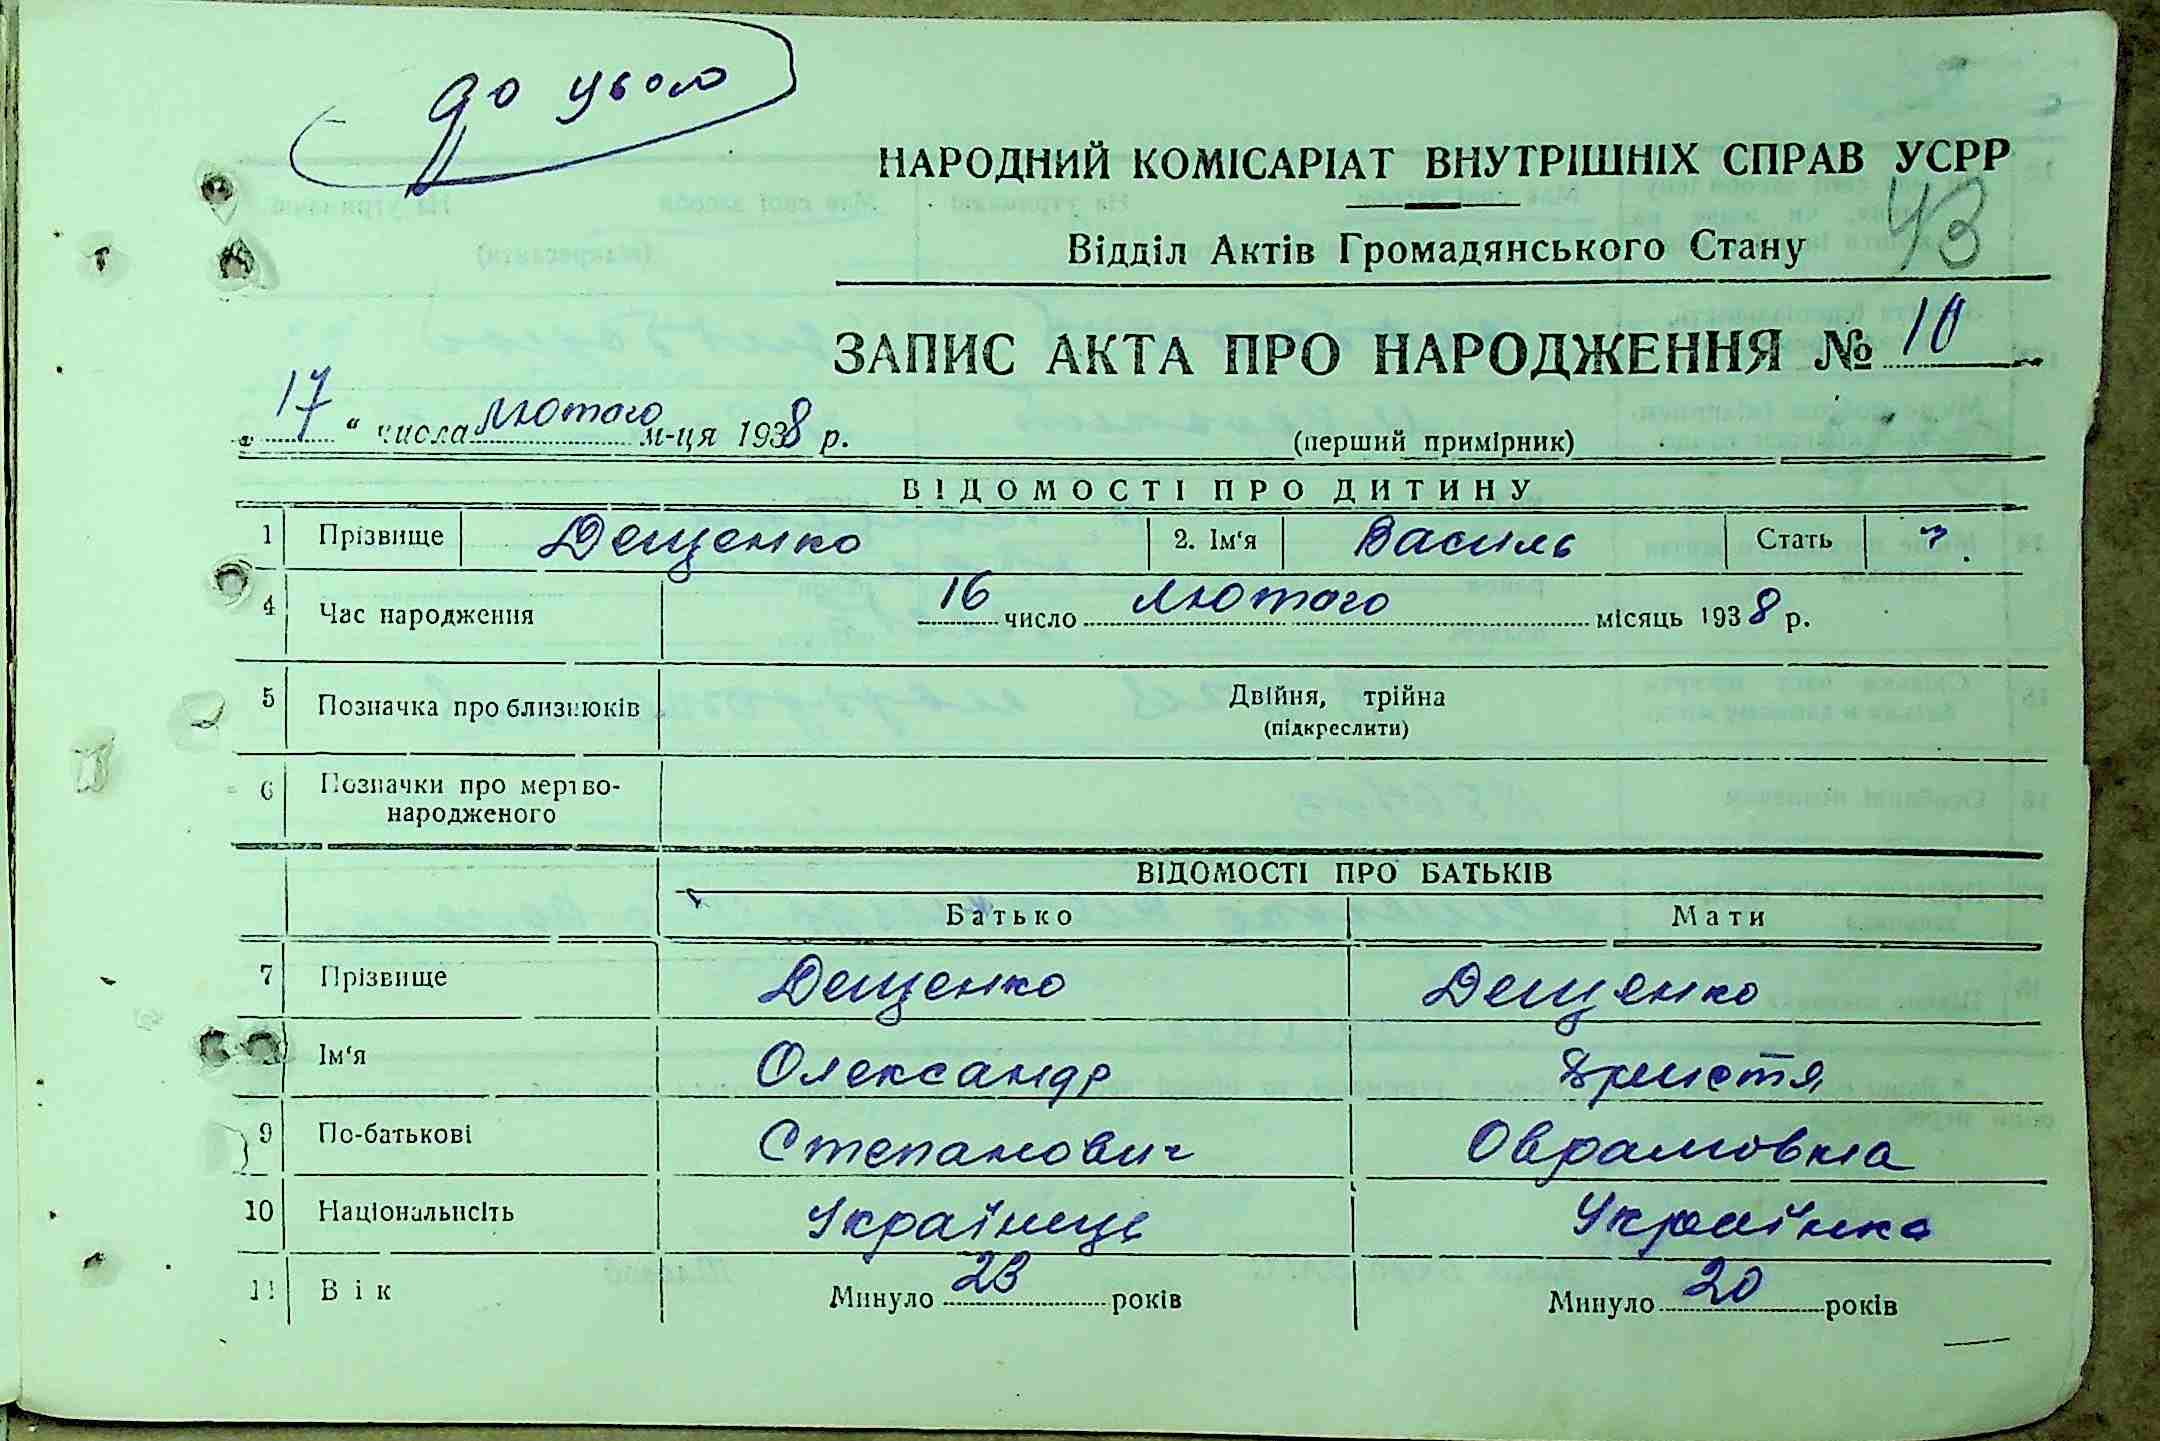 до цього
НАРОДНИЙ КОМІСАРІАТ ВНУТРІШНІХ СПРАВ УСРР
43
Відділ Актів Громадянського Стану
ЗАПИС АКТА ПРО НАРОДЖЕННЯ № 10
„17“ числа лютого м-ця 1938 р.
(перший примірник)
ВІДОМОСТІ ПРО ДИТИНУ
1 Прізвище Дещенко 2. Ім'я Василь Стать ч.
4 Час народження 16 число лютого місяць 1938 р.
5 Позначка про близнюків Двійня, трійна
(підкреслити)
6 Позначки про мертво-
народженого
ВІДОМОСТІ ПРО БАТЬКІВ
Батько Мати
7 Прізвище Дещенко Дещенко
Ім'я Олександр Христя
9 По-батькові Степанович Оврамовна
10 Національність Українець Українка
11 Вік Минуло 23 років Минуло 20 років